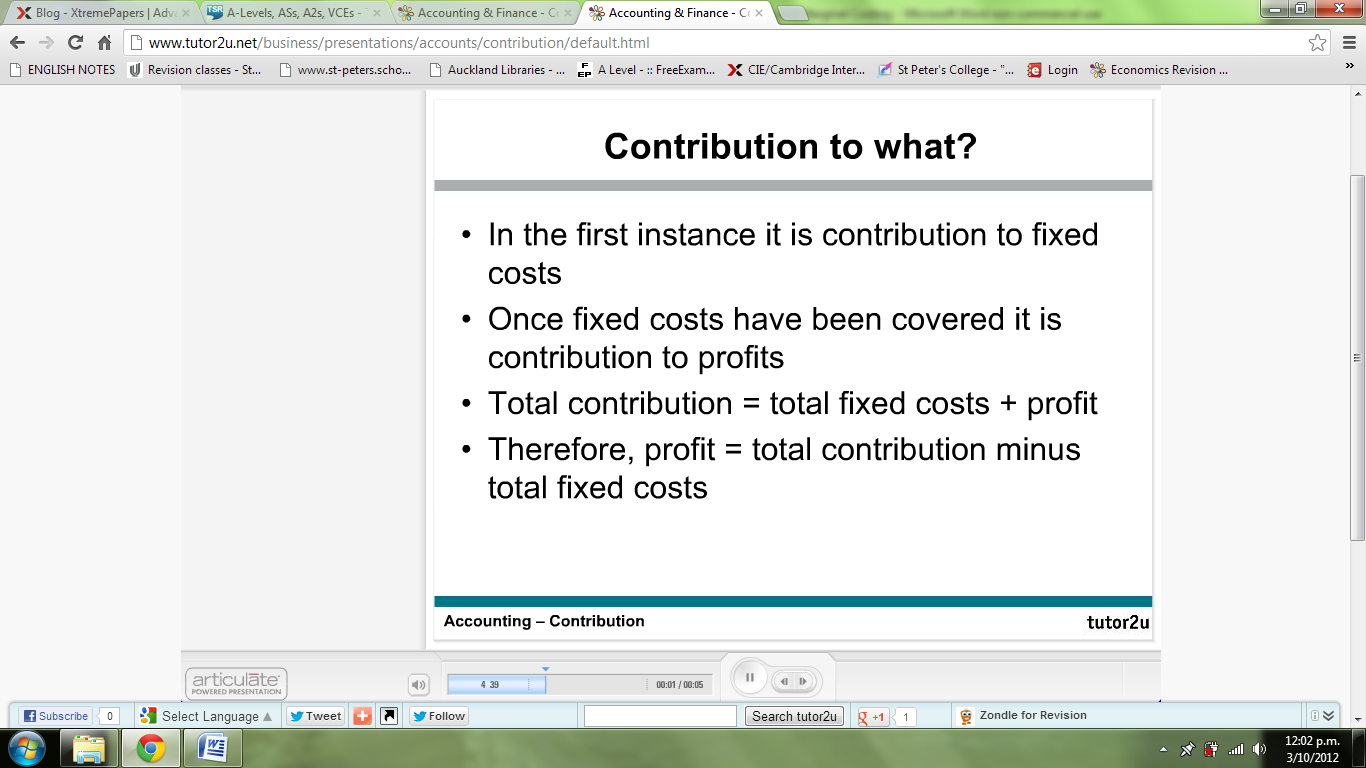 Blog - XtremePapers | Adva
A-Levels, ASs, A2s, VCEs -
Accounting & Finance - Co
Accounting & Finance - Co
www.tutor2u.net/business/presentations/accounts/contribution/default.html
ENGLISH NOTES
Revision classes - St...
www.st-peters.scho...
Auckland Libraries - ...
A Level - :: FreeExam...
CIE/Cambridge Inter...
St Peter's College - "...
Login
Economics Revision ...
Contribution to what?
• In the first instance it is contribution to fixed
costs
• Once fixed costs have been covered it is
contribution to profits
• Total contribution = total fixed costs + profit
• Therefore, profit = total contribution minus
total fixed costs
Accounting – Contribution
tutor2u
articulate
POWERED PRESENTATION
4 39
00:01 / 00:05
Subscribe
0
Select Language
Tweet
Follow
Search tutor2u
+1
1
Zondle for Revision
12:02 p.m.
3/10/2012